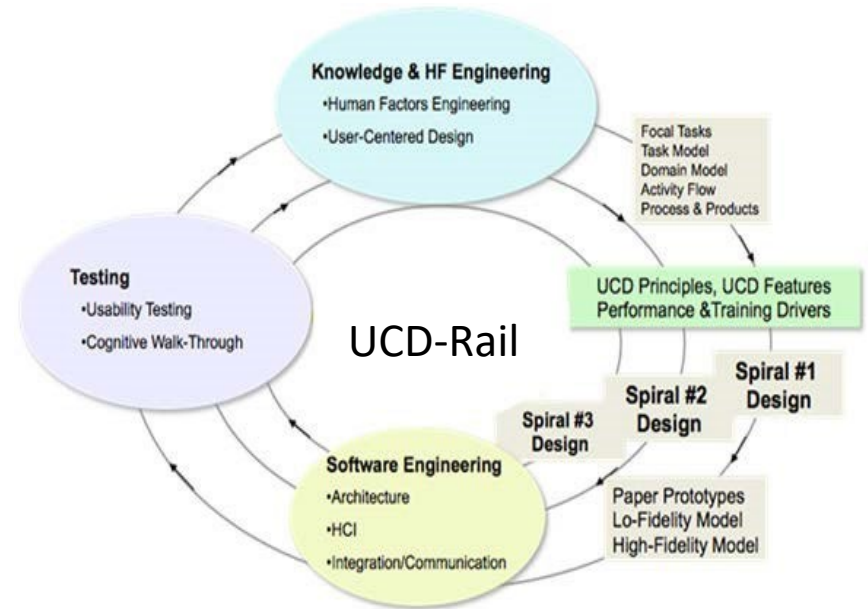 Knowledge & HF Engineering
•Human Factors Engineering
•User-Centered Design
Focal Tasks
Task Model
Domain Model
Activity Flow
Process & Products
UCD Principles, UCD Features
Performance &Training Drivers
Testing
•Usability Testing
•Cognitive Walk-Through
UCD-Rail
Spiral #1
Design
Spiral #2
Design
Spiral #3
Design
Software Engineering
•Architecture
•HCI
•Integration/Communication
Paper Prototypes
Lo-Fidelity Model
High-Fidelity Model